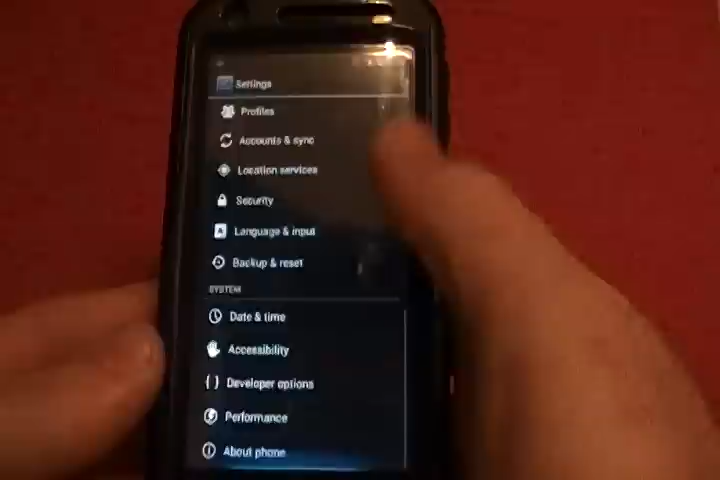 Settings
Profiles
Accounts & sync
Location services
Security
Language & input
Backup & reset
SYSTEM
Date & time
Accessibility
Developer options
Performance
About phone